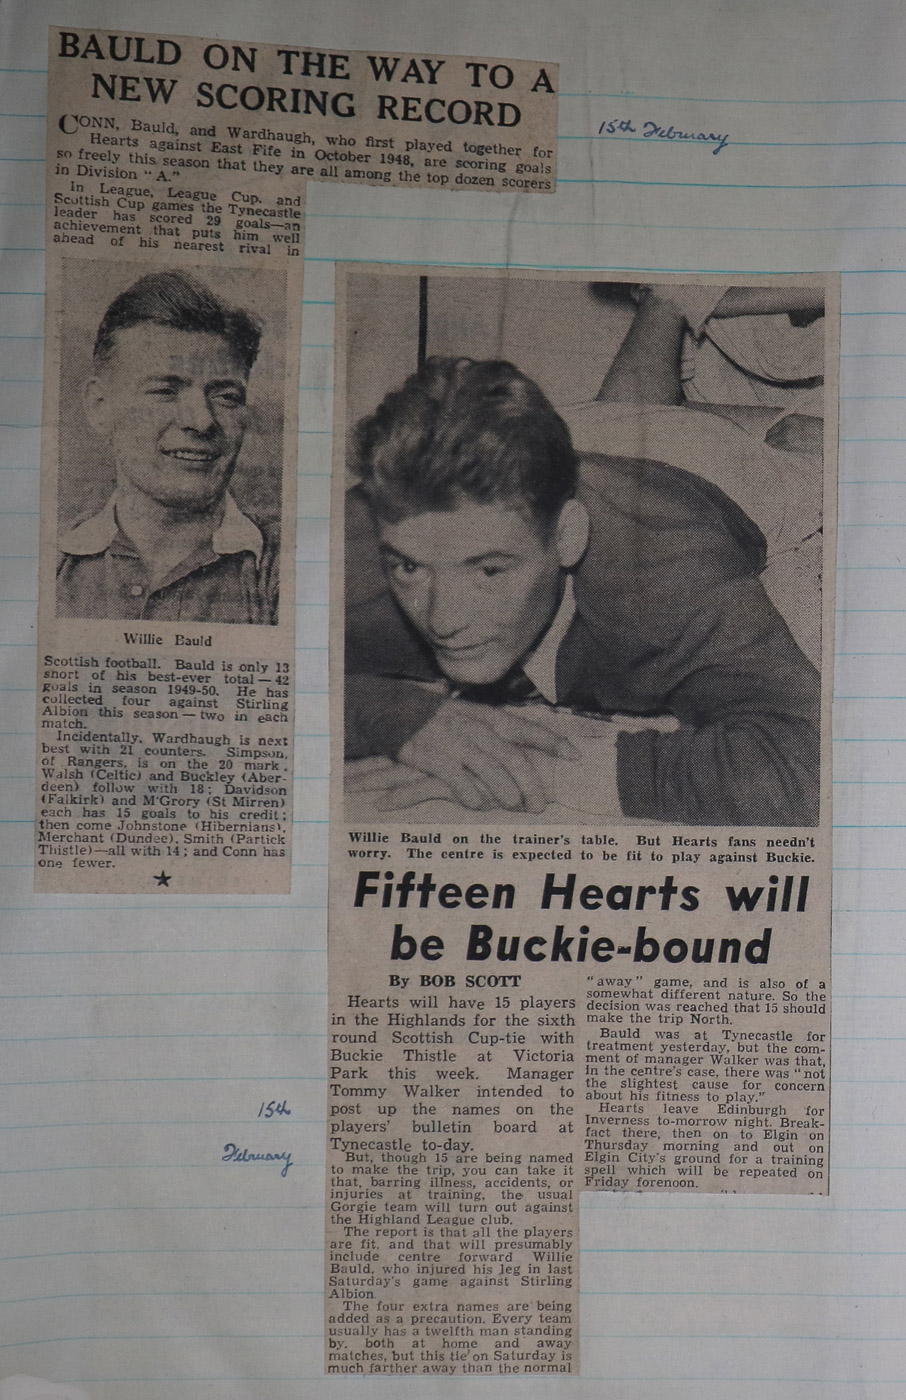 BAULD ON THE WAY TO A
NEW SCORING RECORD
15th February
CONN, Bauld, and Wardhaugh, who first played together for
Hearts against East Fife in October 1948, are scoring goals
so freely this season that they are all among the top dozen scorers
in Division "A."
In League, League Cup, and
Scottish Cup games the Tynecastle
leader has scored 29 goals—an
achievement that puts him well
ahead of his nearest rival in
Willie Bauld
Scottish football. Bauld is only 13
short of his best-ever total — 42
goals in season 1949-50. He has
collected four against Stirling
Albion this season — two in each
match.
Incidentally, Wardhaugh is next
best with 21 counters. Simpson,
of Rangers, is on the 20 mark.
Walsh (Celtic) and Buckley (Aber-
deen) follow with 18; Davidson
(Falkirk) and M'Grory (St Mirren)
each has 15 goals to his credit;
then come Johnstone (Hibernians),
Merchant (Dundee), Smith (Partick
Thistle)—all with 14; and Conn has
one fewer.
Willie Bauld on the trainer's table. But Hearts fans needn't
worry. The centre is expected to be fit to play against Buckie.
Fifteen Hearts will
be Buckie-bound
By BOB SCOTT
Hearts will have 15 players
in the Highlands for the sixth
round Scottish Cup-tie with
Buckie Thistle at Victoria
Park this week. Manager
Tommy Walker intended to
post up the names on the
players' bulletin board at
Tynecastle to-day.
But, though 15 are being named
to make the trip, you can take it
that, barring illness, accidents, or
injuries at training, the usual
Gorgie team will turn out against
the Highland League club.
The report is that all the players
are fit, and that will presumably
include centre forward Willie
Bauld, who injured his leg in last
Saturday's game against Stirling
Albion.
The four extra names are being
added as a precaution. Every team
usually has a twelfth man standing
by, both at home and away
matches, but this tie on Saturday is
much farther away than the normal
"away" game, and is also of a
somewhat different nature. So the
decision was reached that 15 should
make the trip North.
Bauld was at Tynecastle for
treatment yesterday, but the com-
ment of manager Walker was that,
in the centre's case, there was "not
the slightest cause for concern
about his fitness to play."
Hearts leave Edinburgh for
Inverness to-morrow night. Break-
fact there, then on to Elgin on
Thursday morning and out on
Elgin City's ground for a training
spell which will be repeated on
Friday forenoon.
15th
February